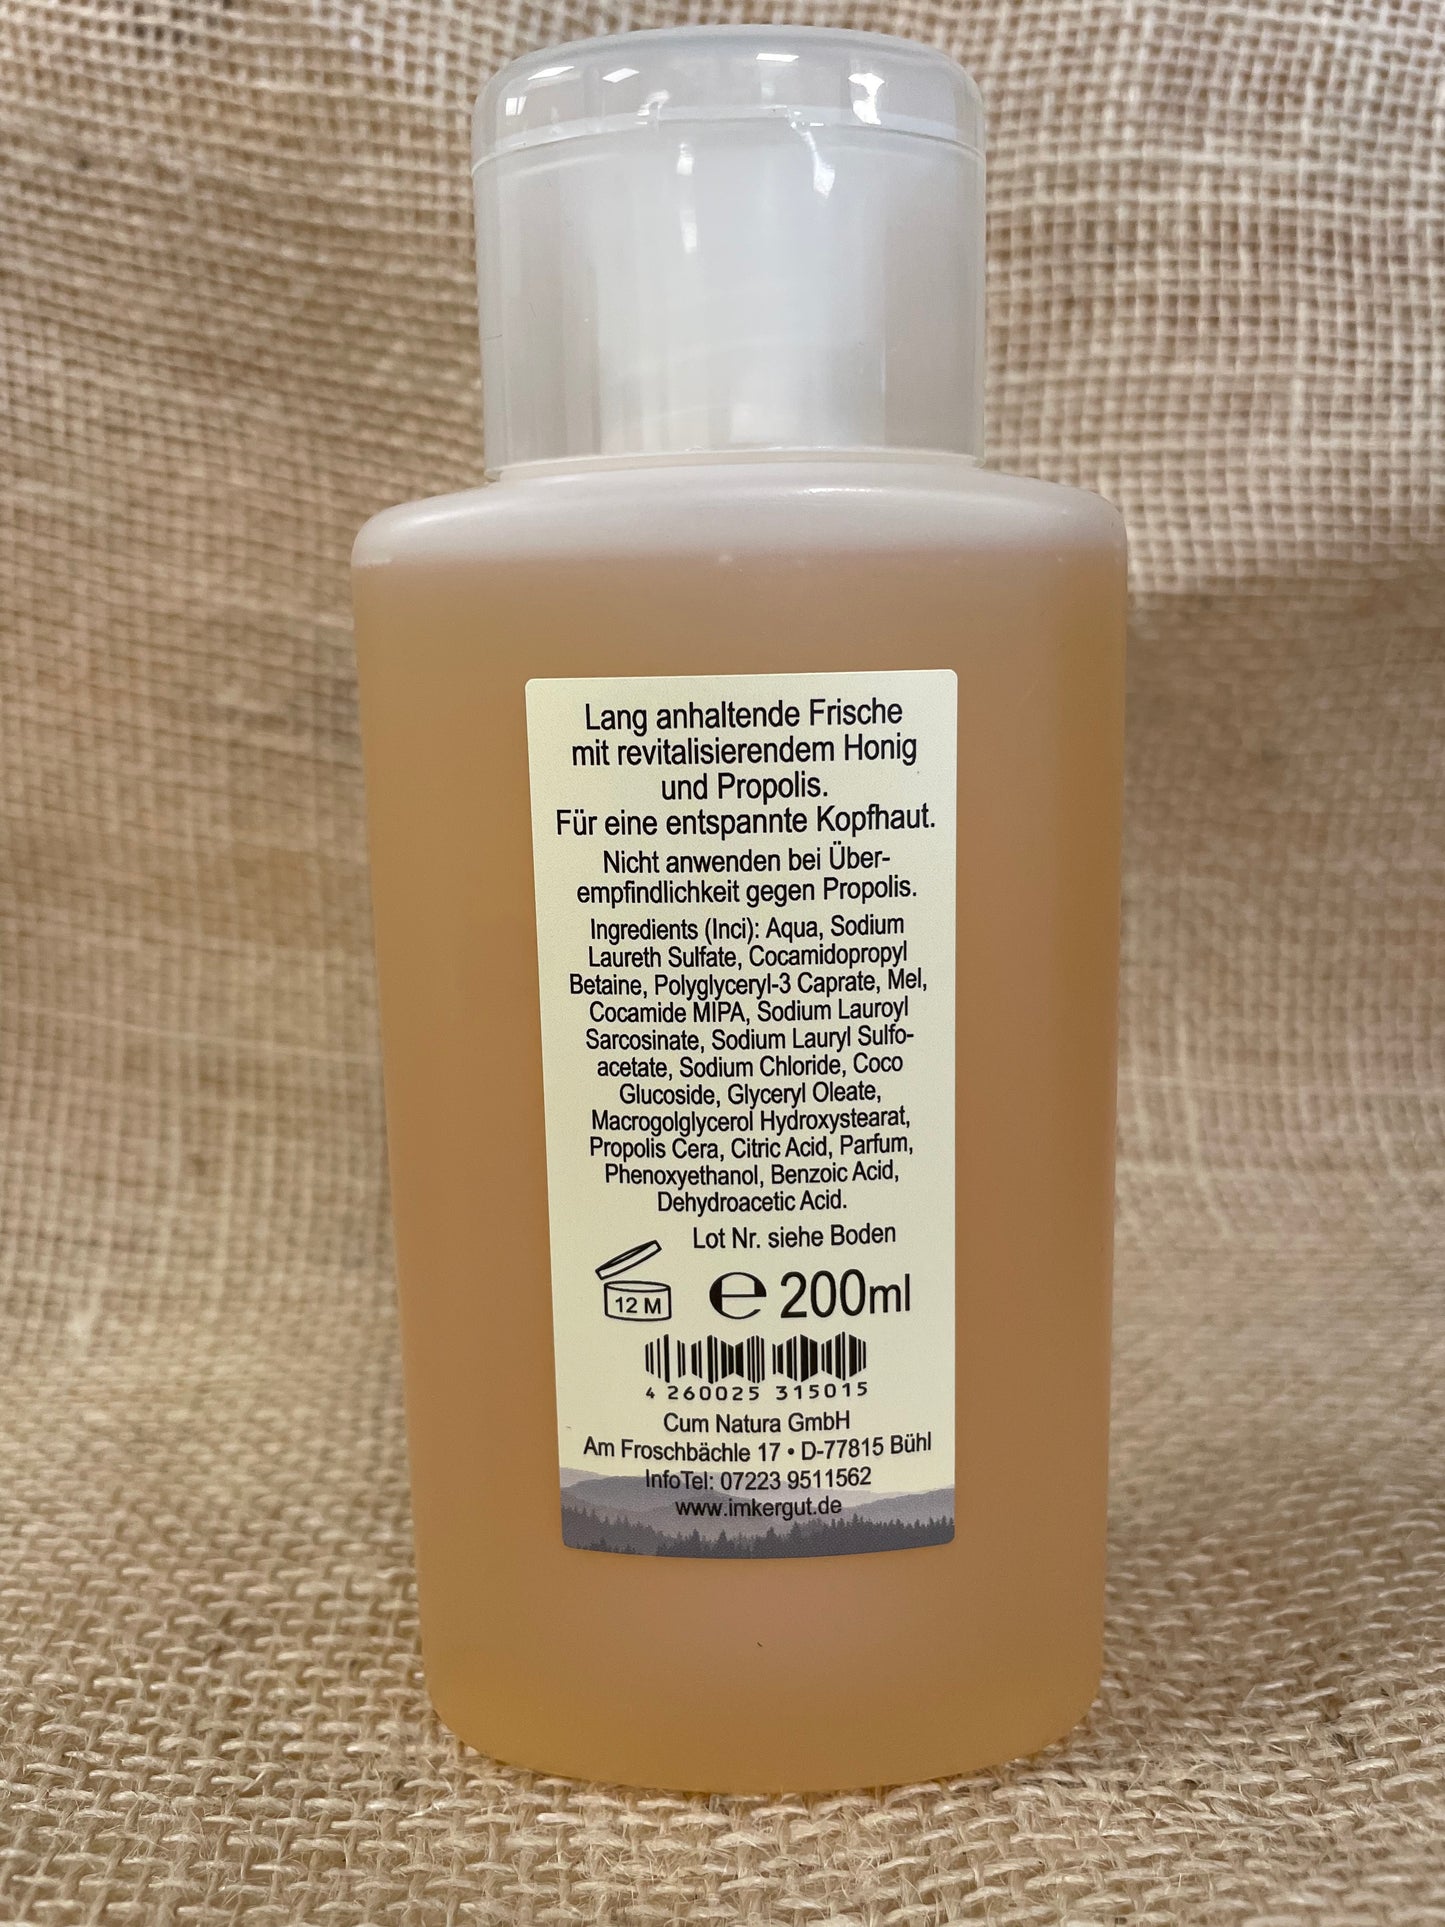 Lang anhaltende Frische
mit revitalisierendem Honig
und Propolis.
Für eine entspannte Kopfhaut.
Nicht anwenden bei Über-
empfindlichkeit gegen Propolis.
Ingredients (Inci): Aqua, Sodium
Laureth Sulfate, Cocamidopropyl
Betaine, Polyglyceryl-3 Caprate, Mel,
Cocamide MIPA, Sodium Lauroyl
Sarcosinate, Sodium Lauryl Sulfo-
acetate, Sodium Chloride, Coco
Glucoside, Glyceryl Oleate,
Macrogolglycerol Hydroxystearat,
Propolis Cera, Citric Acid, Parfum,
Phenoxyethanol, Benzoic Acid,
Dehydroacetic Acid.
Lot Nr. siehe Boden
12 M ℮ 200ml
4 260025 315015
Cum Natura GmbH
Am Froschbächle 17 • D-77815 Bühl
InfoTel: 07223 9511562
www.imkergut.de